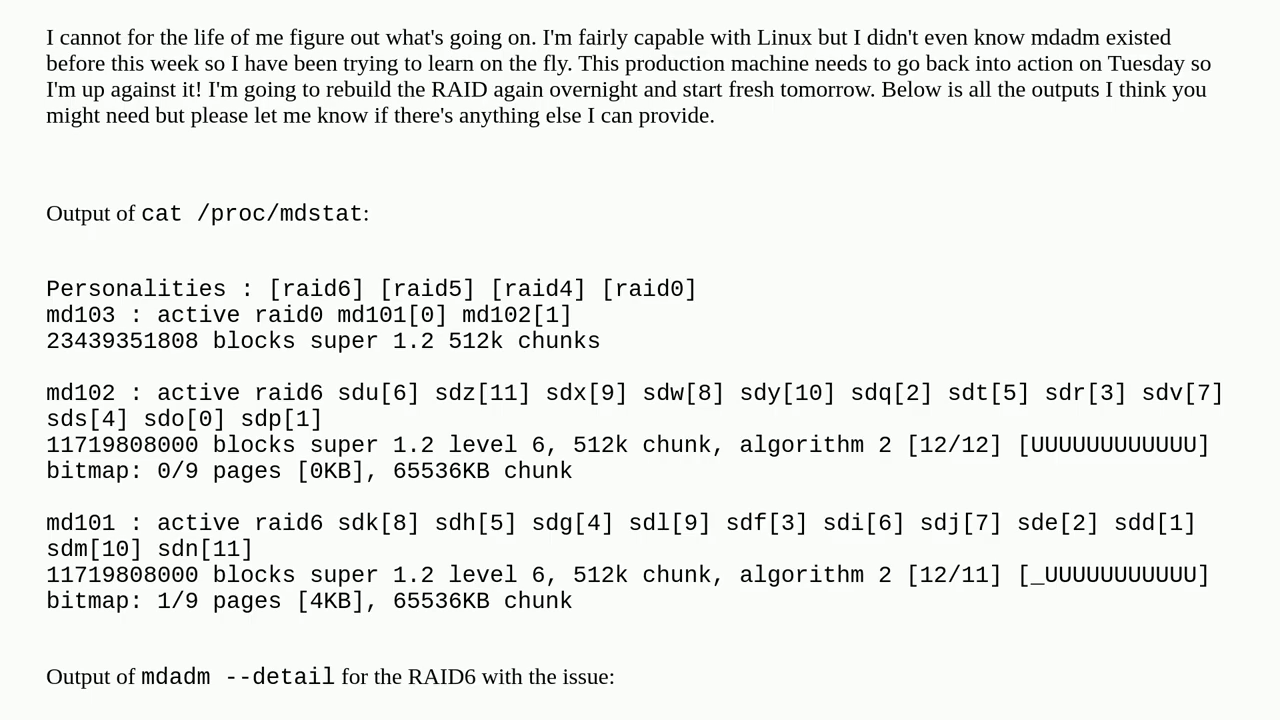 I cannot for the life of me figure out what's going on. I'm fairly capable with Linux but I didn't even know mdadm existed
before this week so I have been trying to learn on the fly. This production machine needs to go back into action on Tuesday so
I'm up against it! I'm going to rebuild the RAID again overnight and start fresh tomorrow. Below is all the outputs I think you
might need but please let me know if there's anything else I can provide.
Output of cat /proc/mdstat:
Personalities : [raid6] [raid5] [raid4] [raid0]
md103 : active raid0 md101[0] md102[1]
23439351808 blocks super 1.2 512k chunks
md102 : active raid6 sdu[6] sdz[11] sdx[9] sdw[8] sdy[10] sdq[2] sdt[5] sdr[3] sdv[7]
sds[4] sdo[0] sdp[1]
11719808000 blocks super 1.2 level 6, 512k chunk, algorithm 2 [12/12] [UUUUUUUUUUUU]
bitmap: 0/9 pages [0KB], 65536KB chunk
md101 : active raid6 sdk[8] sdh[5] sdg[4] sdl[9] sdf[3] sdi[6] sdj[7] sde[2] sdd[1]
sdm[10] sdn[11]
11719808000 blocks super 1.2 level 6, 512k chunk, algorithm 2 [12/11] [_UUUUUUUUUUU]
bitmap: 1/9 pages [4KB], 65536KB chunk
Output of mdadm --detail for the RAID6 with the issue: